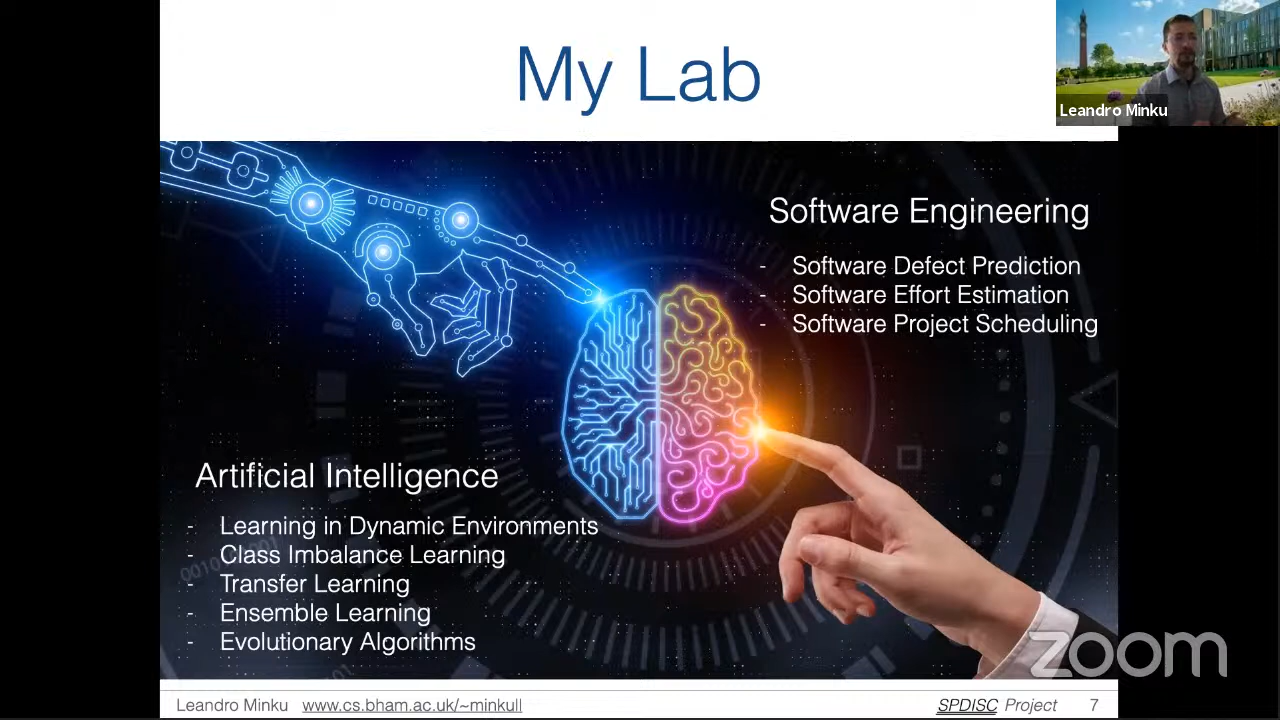 My Lab
Leandro Minku
Software Engineering
- Software Defect Prediction
- Software Effort Estimation
- Software Project Scheduling
Artificial Intelligence
- Learning in Dynamic Environments
- Class Imbalance Learning
- Transfer Learning
- Ensemble Learning
- Evolutionary Algorithms
zoom
Leandro Minku www.cs.bham.ac.uk/~minkull SPDISC Project 7